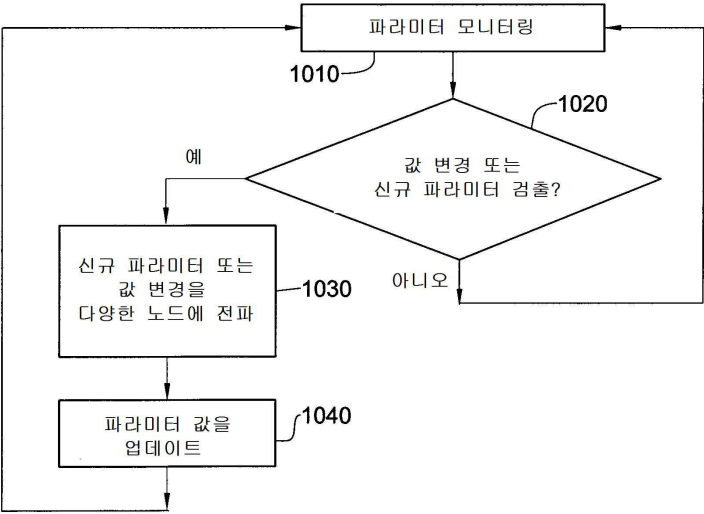 파라미터 모니터링
1010
1020
값 변경 또는
신규 파라미터 검출?
예
아니오
신규 파라미터 또는
값 변경을
다양한 노드에 전파
1030
파라미터 값을
업데이트
1040